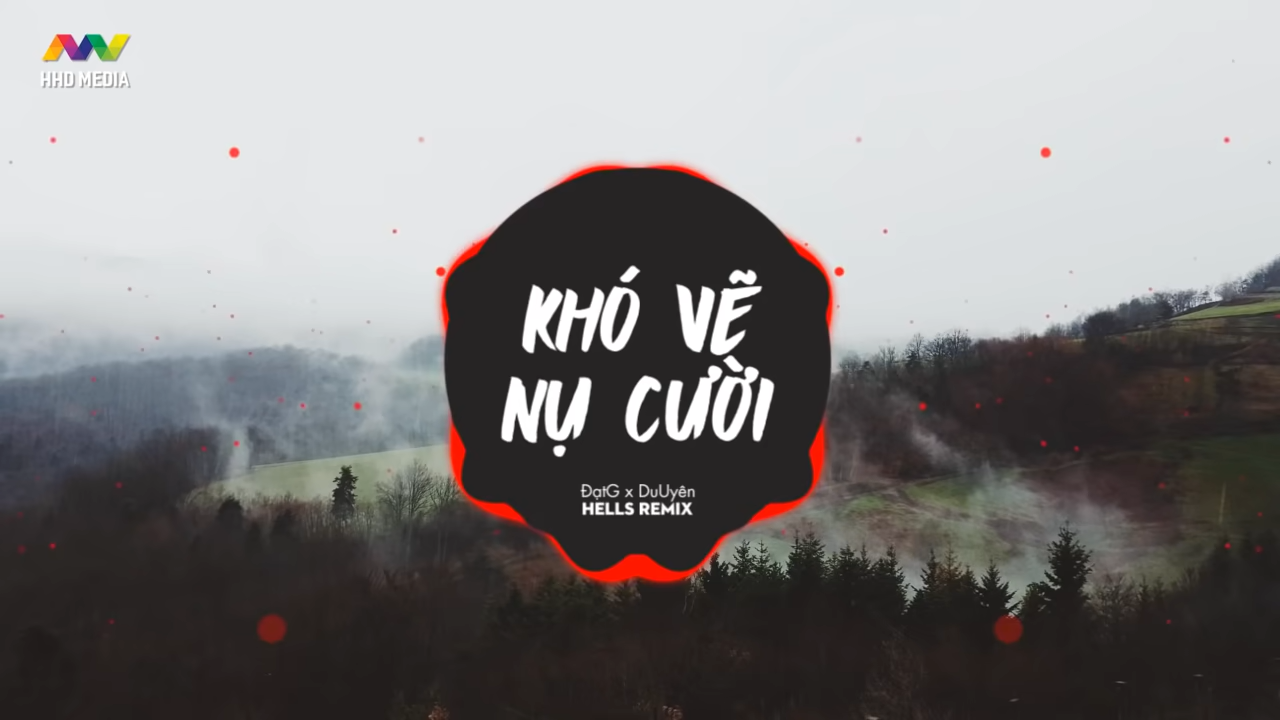 HHD MEDIA
KHÓ VẼ
NỤ CƯỜI
ĐạtG x DuUyên
HELLS REMIX